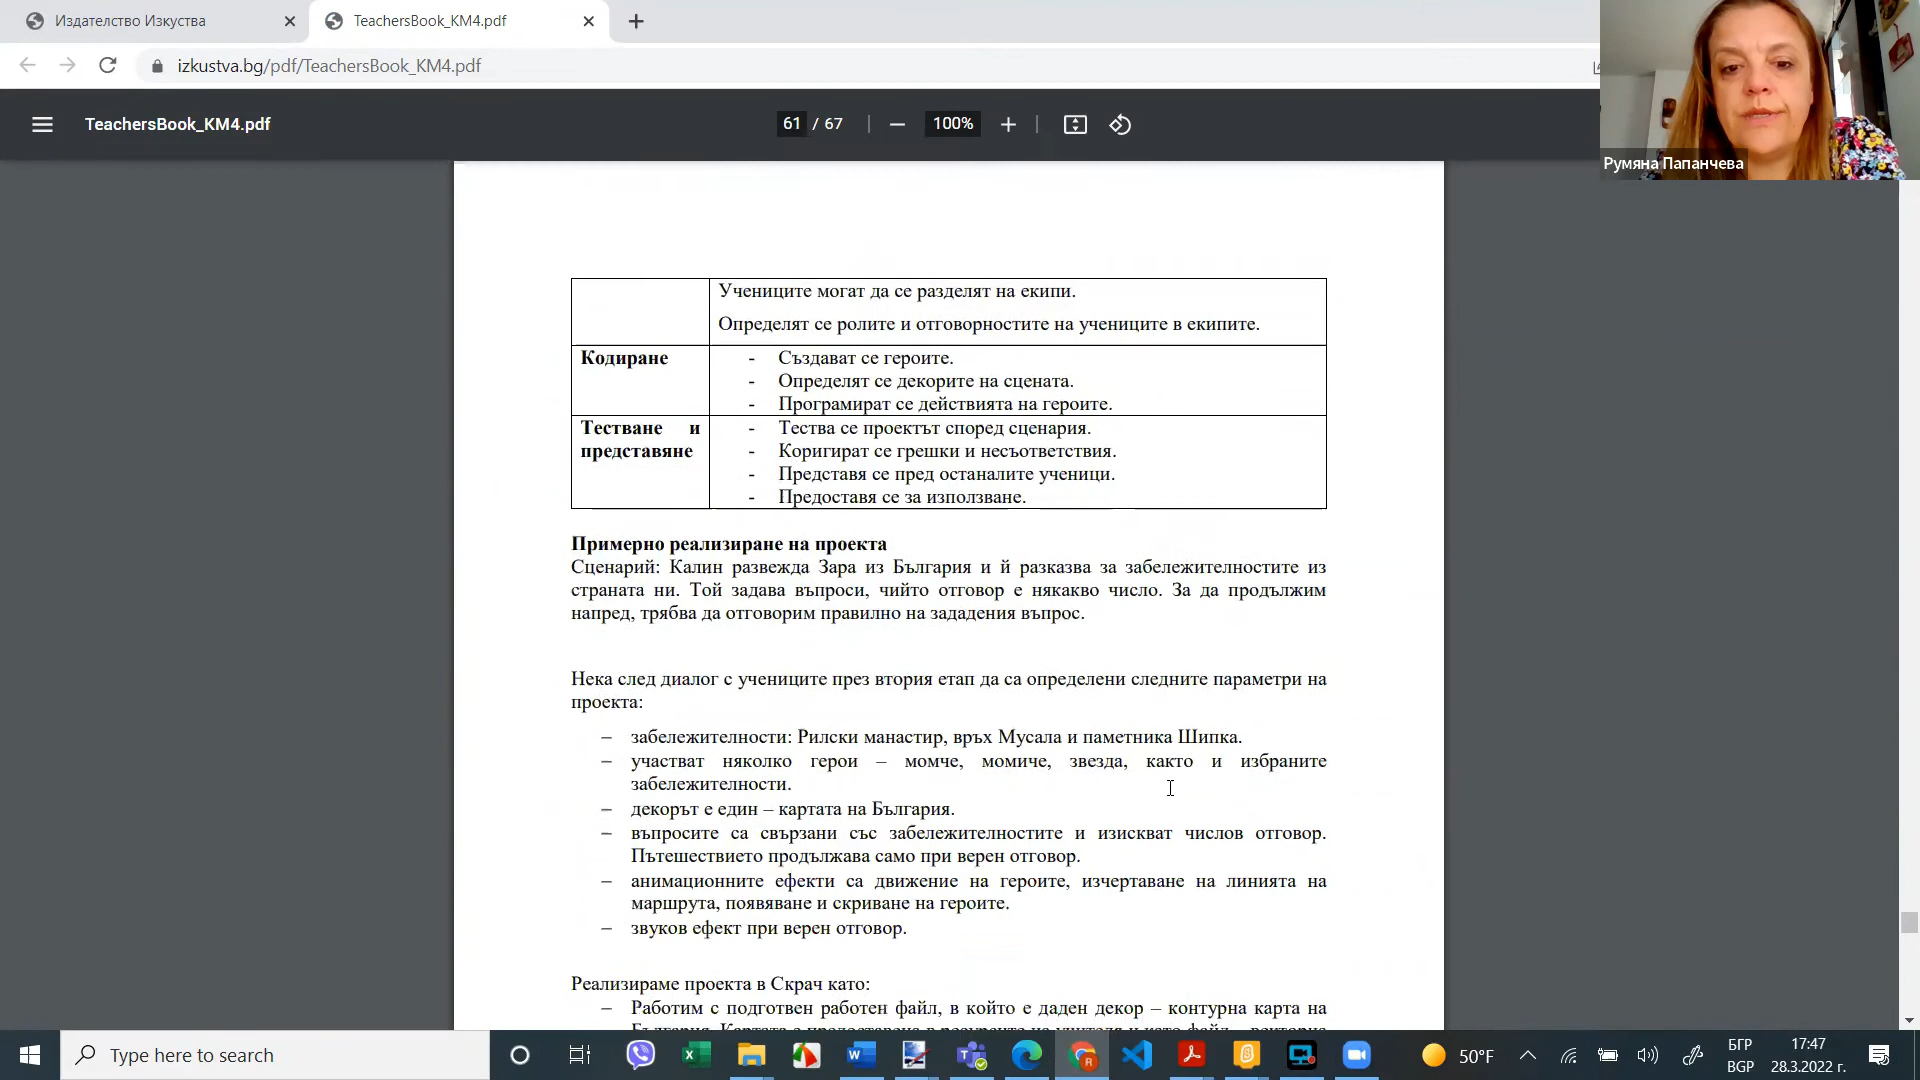 Издателство Изкуства
TeachersBook_KM4.pdf
izkustva.bg/pdf/TeachersBook_KM4.pdf
TeachersBook_KM4.pdf
61 / 67
100%
Румяна Папанчева
Учениците могат да се разделят на екипи.
Определят се ролите и отговорностите на учениците в екипите.
Кодиране
- Създават се героите.
- Определят се декорите на сцената.
- Програмират се действията на героите.
Тестване и
представяне
- Тества се проектът според сценария.
- Коригират се грешки и несъответствия.
- Представя се пред останалите ученици.
- Предоставя се за използване.
Примерно реализиране на проекта
Сценарий: Калин развежда Зара из България и й разказва за забележителностите из
страната ни. Той задава въпроси, чийто отговор е някакво число. За да продължим
напред, трябва да отговорим правилно на зададения въпрос.
Нека след диалог с учениците през втория етап да са определени следните параметри на
проекта:
– забележителности: Рилски манастир, връх Мусала и паметника Шипка.
– участват няколко герои – момче, момиче, звезда, както и избраните
забележителности.
– декорът е един – картата на България.
– въпросите са свързани със забележителностите и изискват числов отговор.
Пътешествието продължава само при верен отговор.
– анимационните ефекти са движение на героите, изчертаване на линията на
маршрута, появяване и скриване на героите.
– звуков ефект при верен отговор.
Реализираме проекта в Скрач като:
– Работим с подготвен работен файл, в който е даден декор – контурна карта на
Type here to search
50°F
БГР
BGP
17:47
28.3.2022 г.